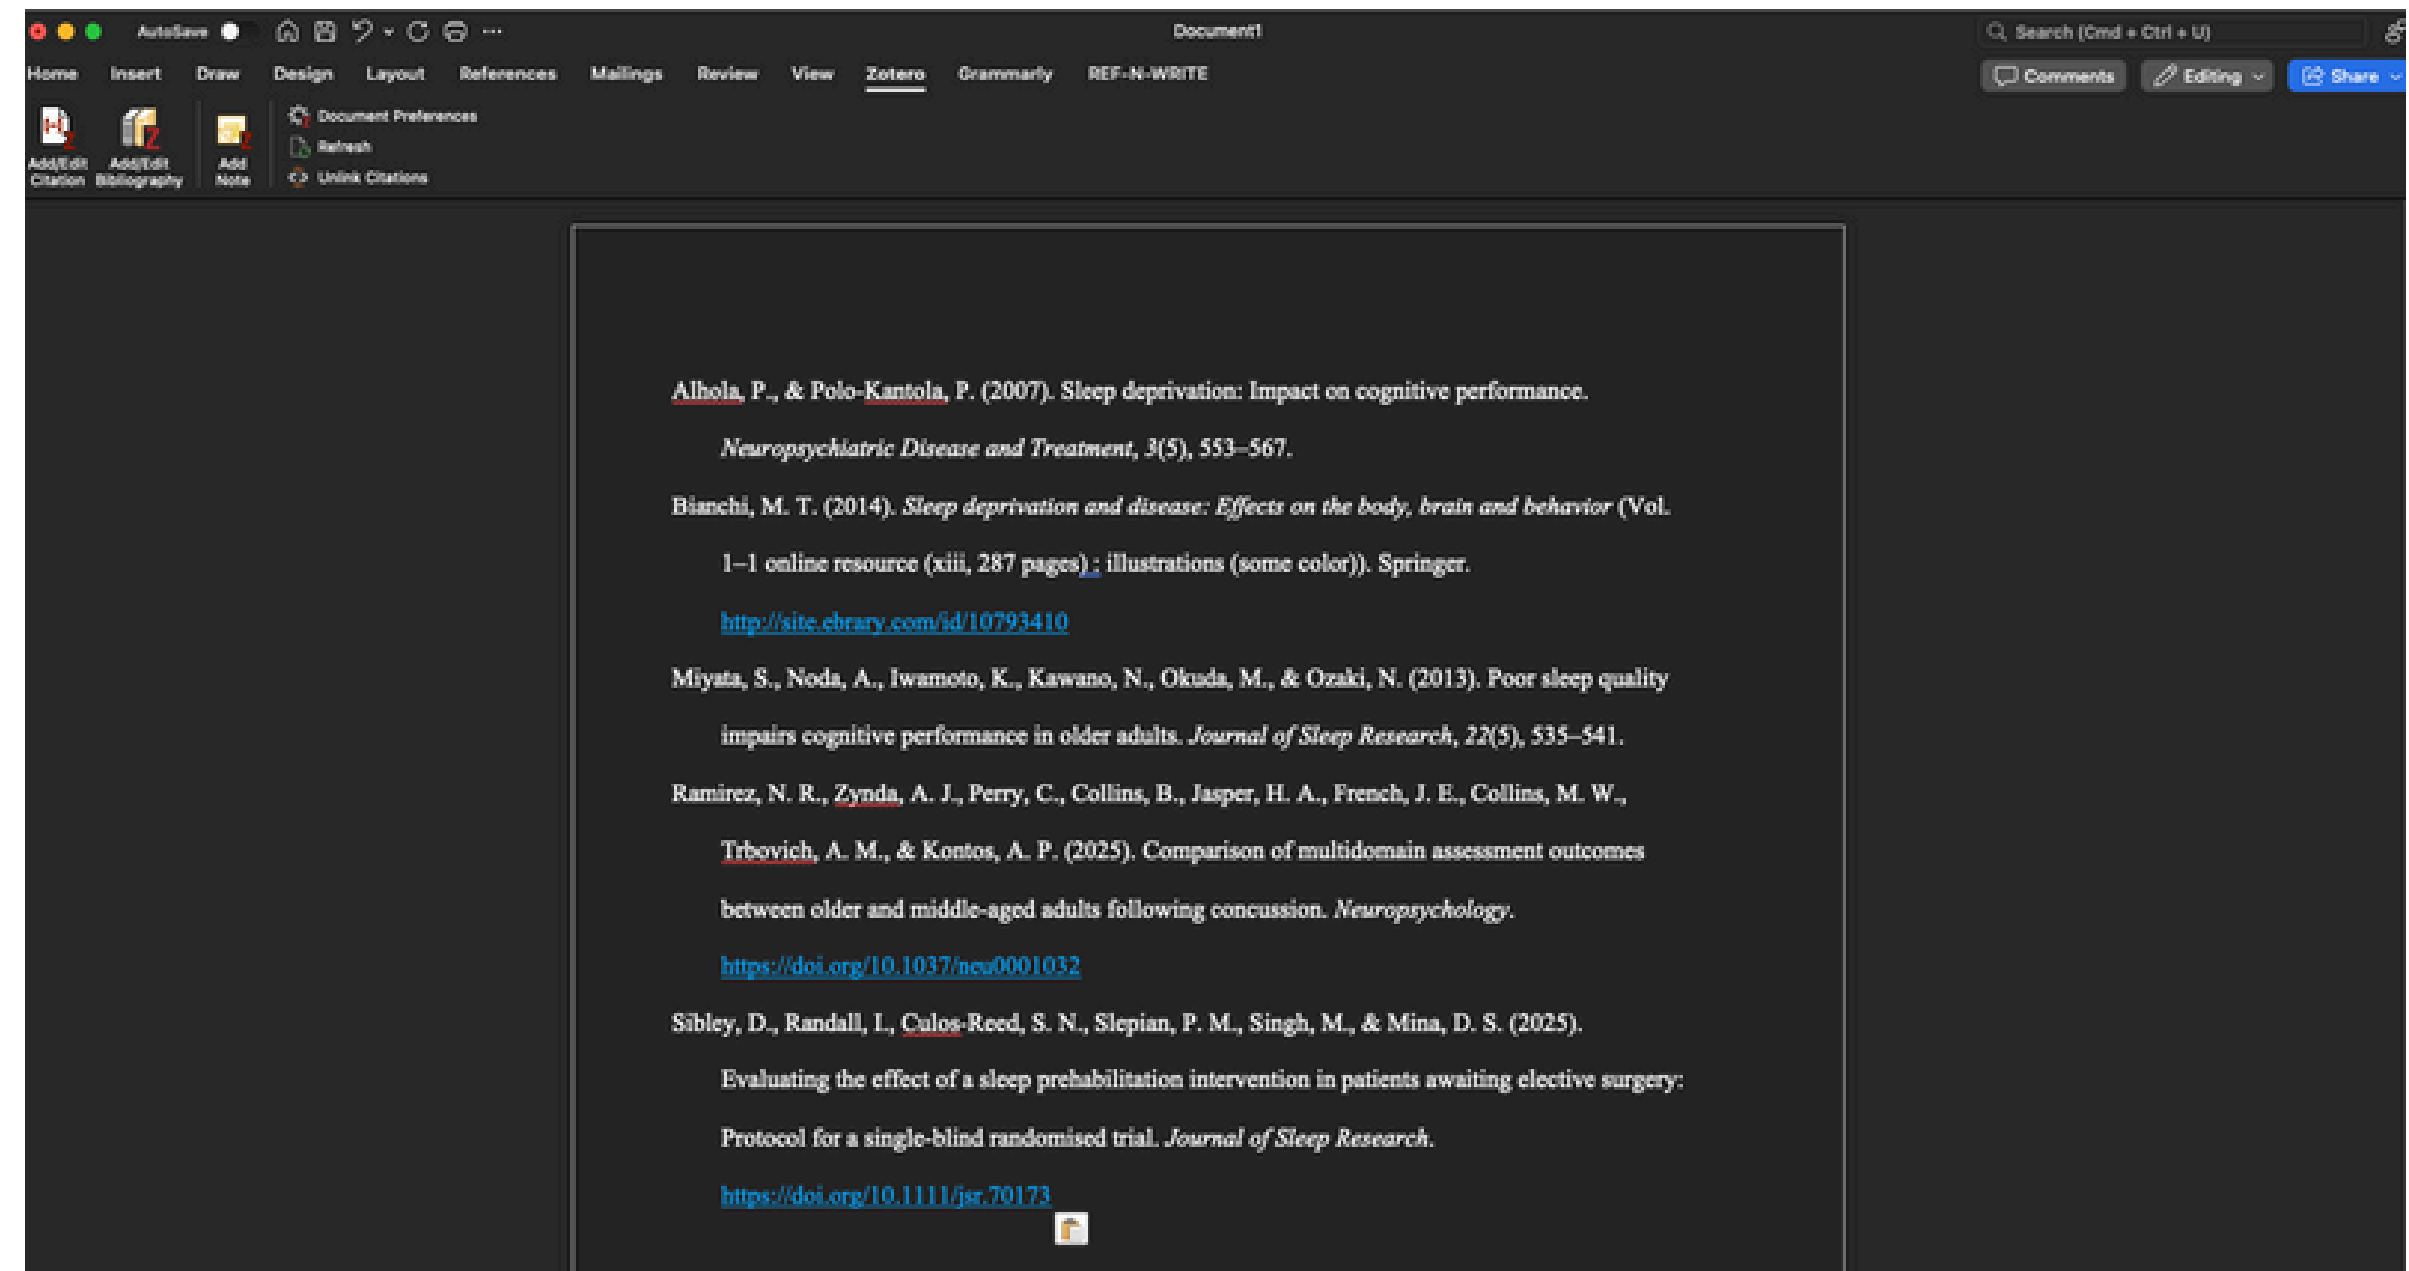 AutoSave
Document1
Search (Cmd + Ctrl + U)
Home Insert Draw Design Layout References Mailings Review View Zotero Grammarly REF-N-WRITE
Comments Editing Share
Add/Edit Citation
Add/Edit Bibliography
Add Note
Document Preferences
Refresh
Unlink Citations
Alhola, P., & Polo-Kantola, P. (2007). Sleep deprivation: Impact on cognitive performance.
Neuropsychiatric Disease and Treatment, 3(5), 553–567.
Bianchi, M. T. (2014). Sleep deprivation and disease: Effects on the body, brain and behavior (Vol.
1–1 online resource (xiii, 287 pages) : illustrations (some color)). Springer.
http://site.ebrary.com/id/10793410
Miyata, S., Noda, A., Iwamoto, K., Kawano, N., Okuda, M., & Ozaki, N. (2013). Poor sleep quality
impairs cognitive performance in older adults. Journal of Sleep Research, 22(5), 535–541.
Ramirez, N. R., Zynda, A. J., Perry, C., Collins, B., Jasper, H. A., French, J. E., Collins, M. W.,
Trbovich, A. M., & Kontos, A. P. (2025). Comparison of multidomain assessment outcomes
between older and middle-aged adults following concussion. Neuropsychology.
https://doi.org/10.1037/neu0001032
Sibley, D., Randall, I., Culos-Reed, S. N., Slepian, P. M., Singh, M., & Mina, D. S. (2025).
Evaluating the effect of a sleep prehabilitation intervention in patients awaiting elective surgery:
Protocol for a single-blind randomised trial. Journal of Sleep Research.
https://doi.org/10.1111/jsr.70173